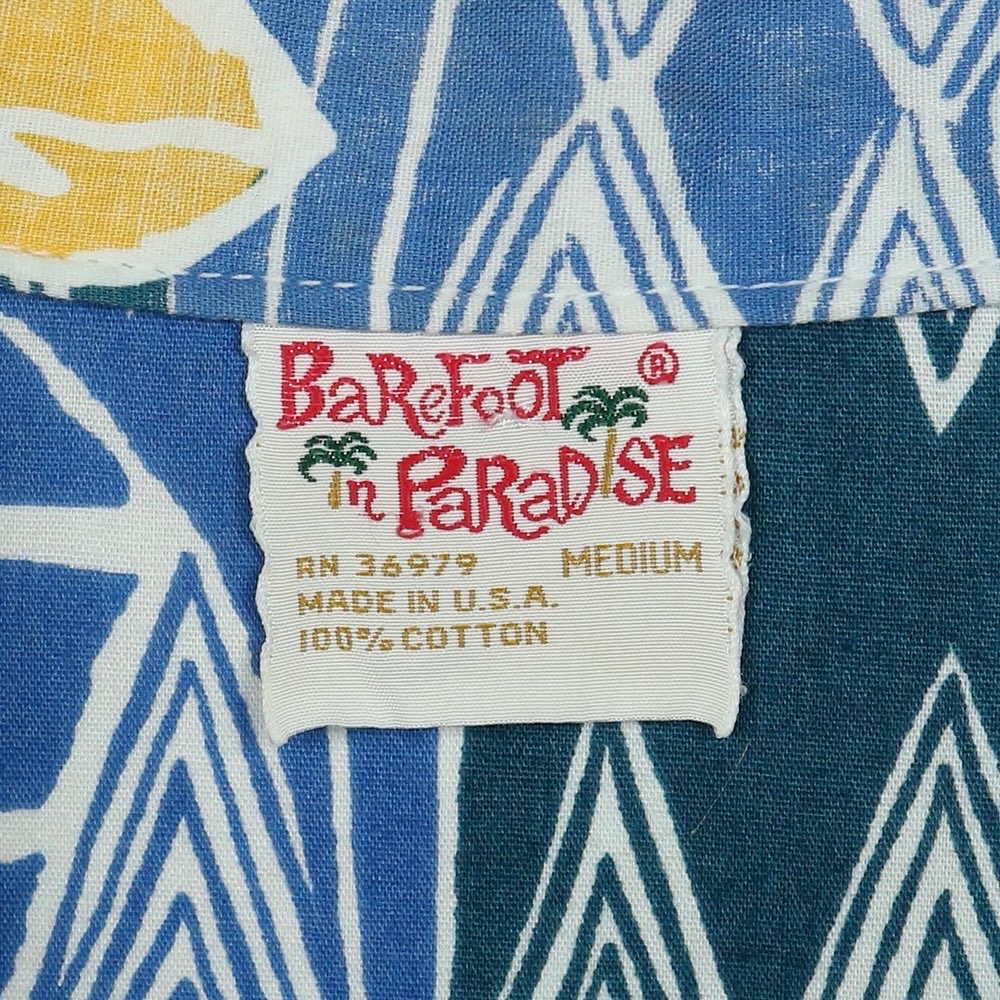 BaReFooT ®
in PaRaDiSE
RN 36979 MEDIUM
MADE IN U.S.A.
100% COTTON